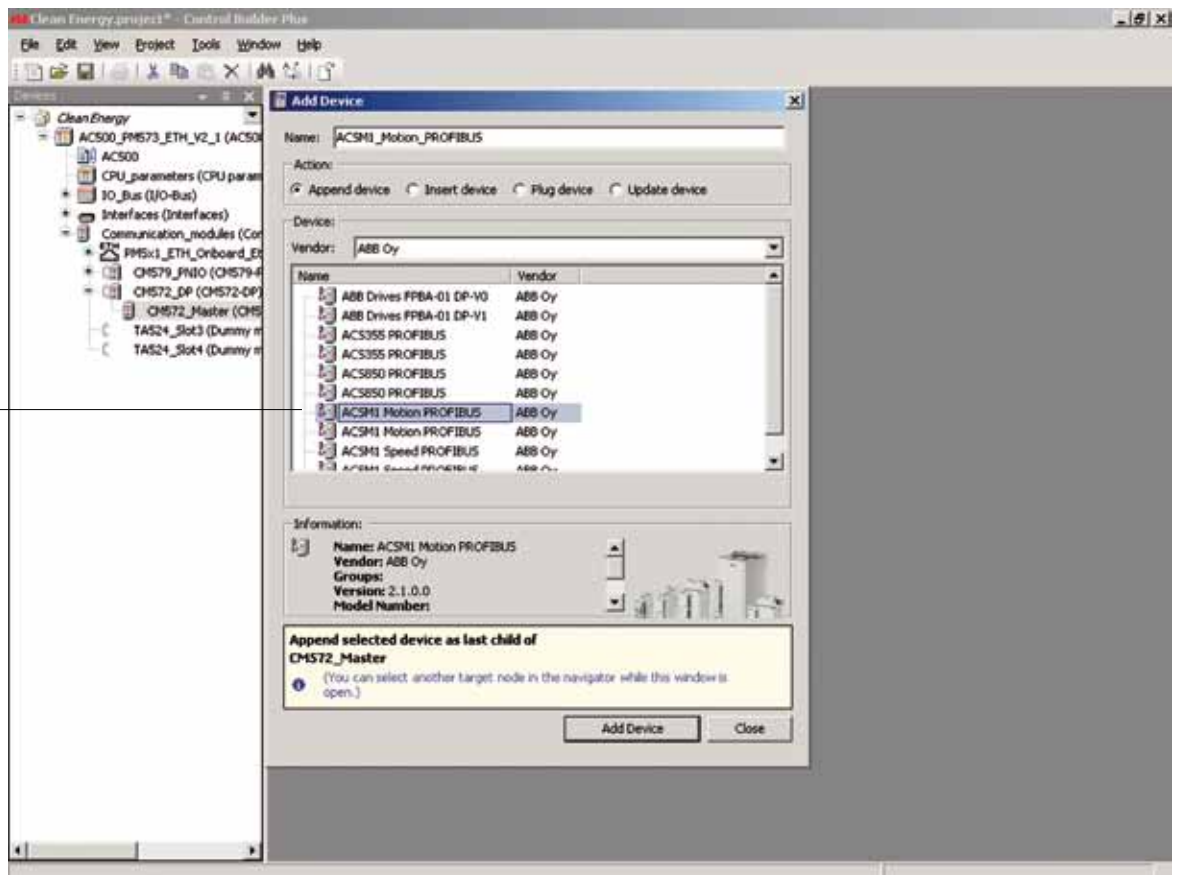 Clean Energy.project* - Control Builder Plus
File Edit View Project Tools Window Help
Devices
Clean Energy
AC500_PM573_ETH_V2_1 (AC500
AC500
CPU_parameters (CPU param
IO_Bus (I/O-Bus)
Interfaces (Interfaces)
Communication_modules (Com
PM5x1_ETH_Onboard_Et
CM579_PNIO (CM579-P
CM572_DP (CM572-DP)
CM572_Master (CM5
TA524_Slot3 (Dummy m
TA524_Slot4 (Dummy m
Add Device
Name: ACSM1_Motion_PROFIBUS
Action:
Append device Insert device Plug device Update device
Device:
Vendor: ABB Oy
Name Vendor
ABB Drives FPBA-01 DP-V0 ABB Oy
ABB Drives FPBA-01 DP-V1 ABB Oy
ACS355 PROFIBUS ABB Oy
ACS355 PROFIBUS ABB Oy
ACS850 PROFIBUS ABB Oy
ACS850 PROFIBUS ABB Oy
ACSM1 Motion PROFIBUS ABB Oy
ACSM1 Motion PROFIBUS ABB Oy
ACSM1 Speed PROFIBUS ABB Oy
ACSM1 Speed PROFIBUS ABB Oy
Information:
Name: ACSM1 Motion PROFIBUS
Vendor: ABB Oy
Groups:
Version: 2.1.0.0
Model Number:
Append selected device as last child of
CM572_Master
(You can select another target node in the navigator while this window is
open.)
Add Device Close